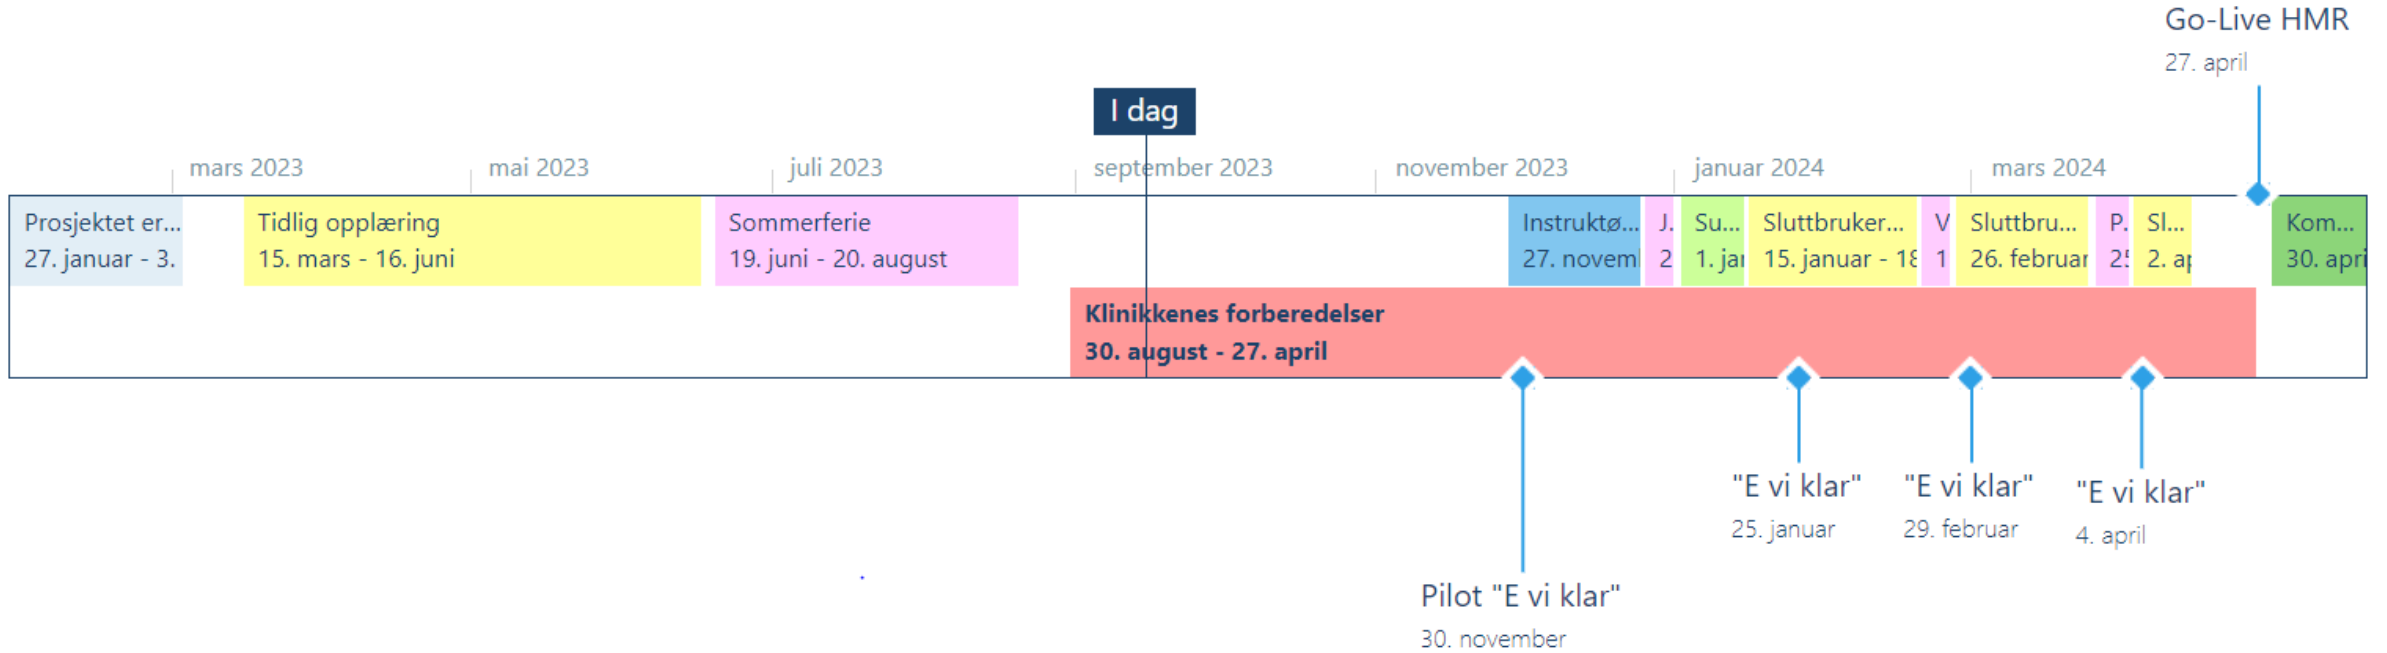 Go-Live HMR
27. april
I dag
mars 2023
mai 2023
juli 2023
september 2023
november 2023
januar 2024
mars 2024
Prosjektet er...
27. januar - 3.
Tidlig opplæring
15. mars - 16. juni
Sommerferie
19. juni - 20. august
Instruktø...
27. novem
J.
2
Su...
1. jan
Sluttbruker...
15. januar - 18
V
1
Sluttbru...
26. februar
P.
25
Sl...
2. ap
Kom...
30. apri
Klinikkenes forberedelser
30. august - 27. april
"E vi klar"
25. januar
"E vi klar"
29. februar
"E vi klar"
4. april
Pilot "E vi klar"
30. november